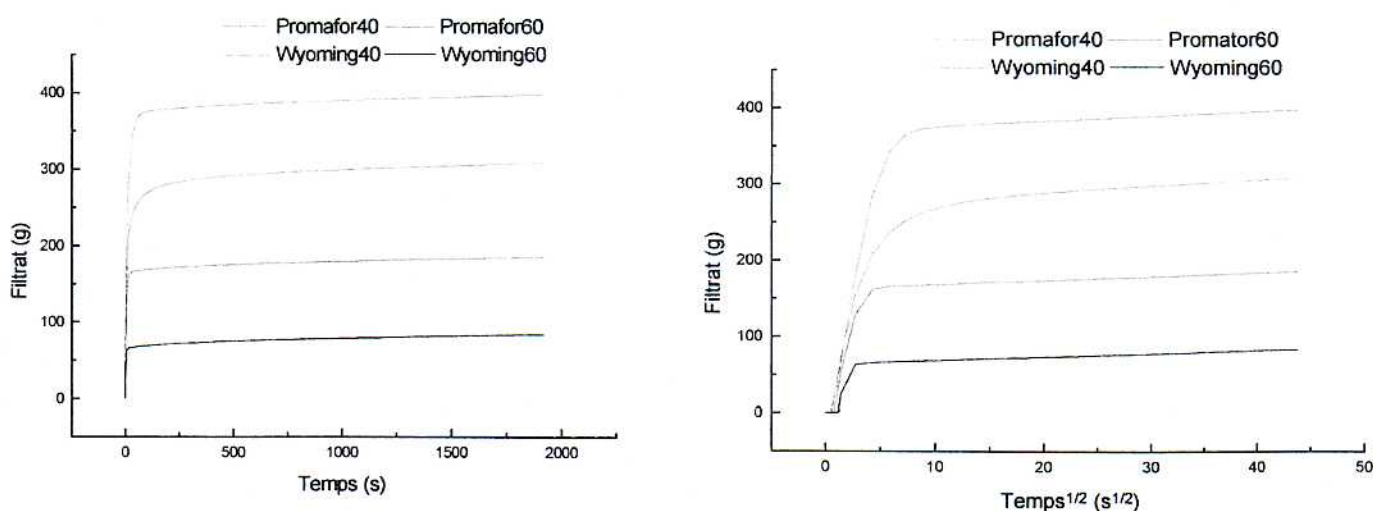 Promafor40 Promafor60
Wyoming40 Wyoming60
400
300
200
100
0
Filtrat (g)
0 500 1000 1500 2000
Temps (s)
Promafor40 Promator60
Wyoming40 Wyoming60
400
300
200
100
0
Filtrat (g)
0 10 20 30 40 50
Temps1/2 (s1/2)